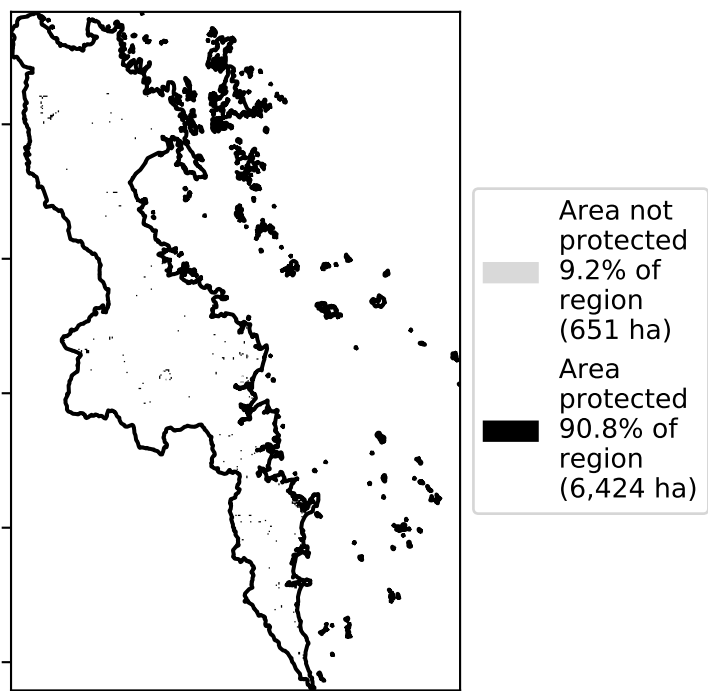 Area not
protected
9.2% of
region
(651 ha)
Area
protected
90.8% of
region
(6,424 ha)